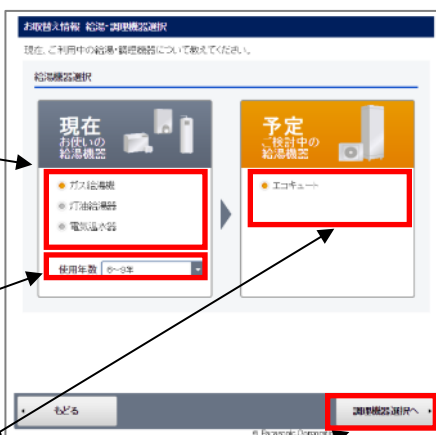 お取替え情報 給湯・調理機器選択
現在、ご利用中の給湯・調理機器について教えてください。
給湯機器選択
現在
お使いの
給湯機器
ガス給湯機
灯油給湯器
電気温水器
使用年数 6～9年
予定
ご検討中の
給湯機器
エコキュート
もどる
調理機器選択へ
© Panasonic